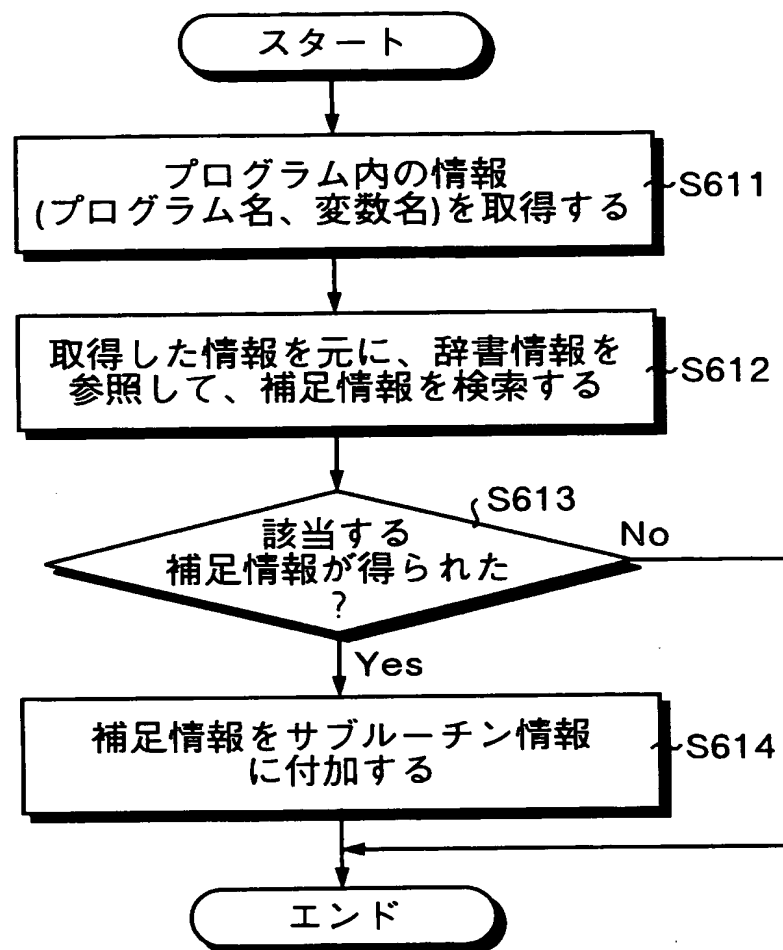 スタート
プログラム内の情報
(プログラム名、変数名)を取得する
S611
取得した情報を元に、辞書情報を
参照して、補足情報を検索する
S612
S613
該当する
補足情報が得られた
?
No
Yes
補足情報をサブルーチン情報
に付加する
S614
エンド